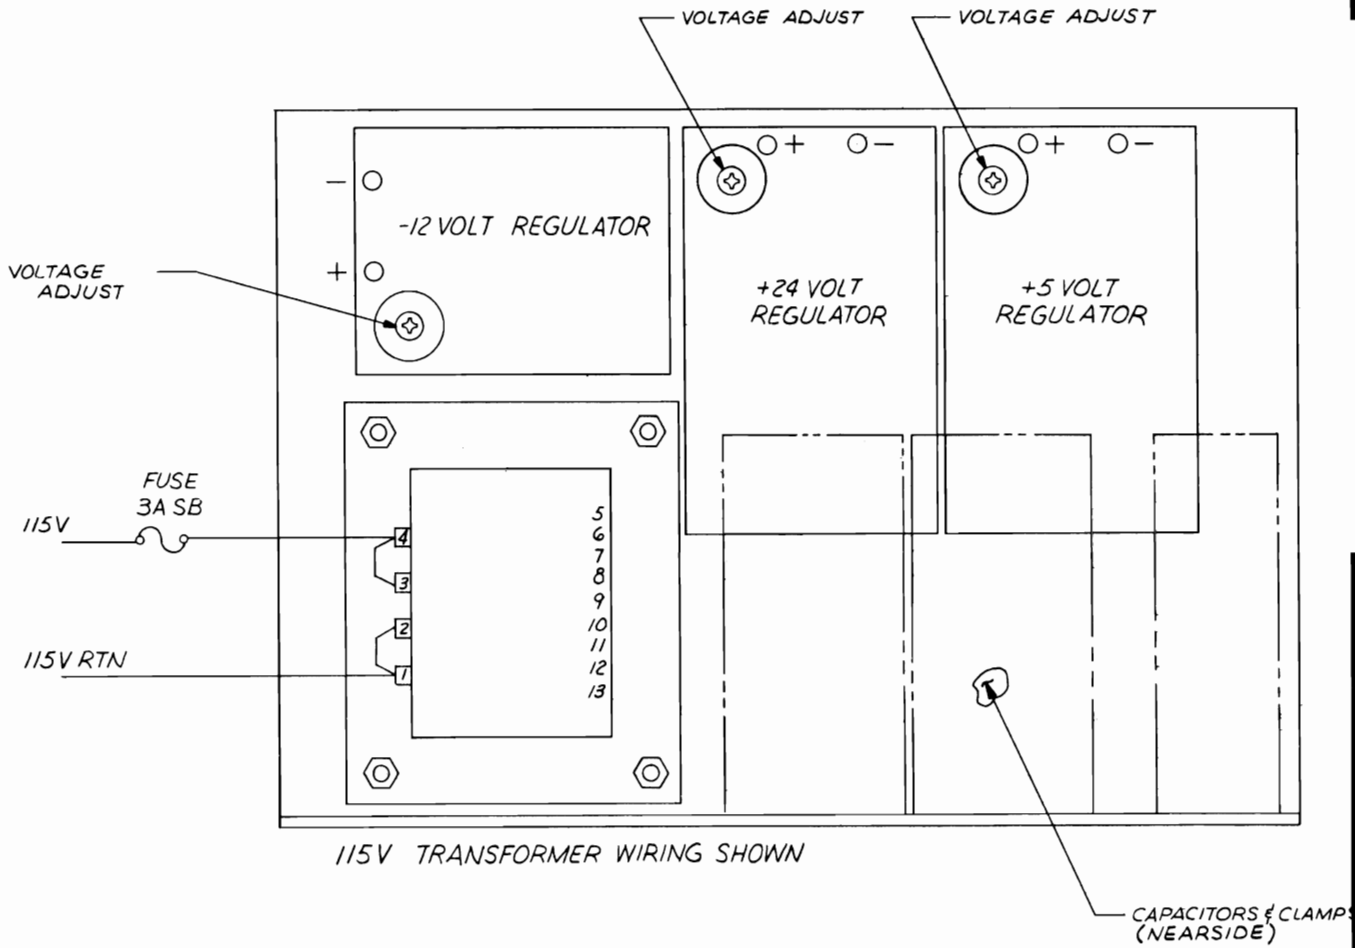 VOLTAGE ADJUST
VOLTAGE ADJUST
+
-
+
-
-
-12 VOLT REGULATOR
+
VOLTAGE
ADJUST
+24 VOLT
REGULATOR
+5 VOLT
REGULATOR
FUSE
3A SB
115V
4
3
2
1
115V RTN
5
6
7
8
9
10
11
12
13
115V TRANSFORMER WIRING SHOWN
CAPACITORS & CLAMPS
(NEARSIDE)